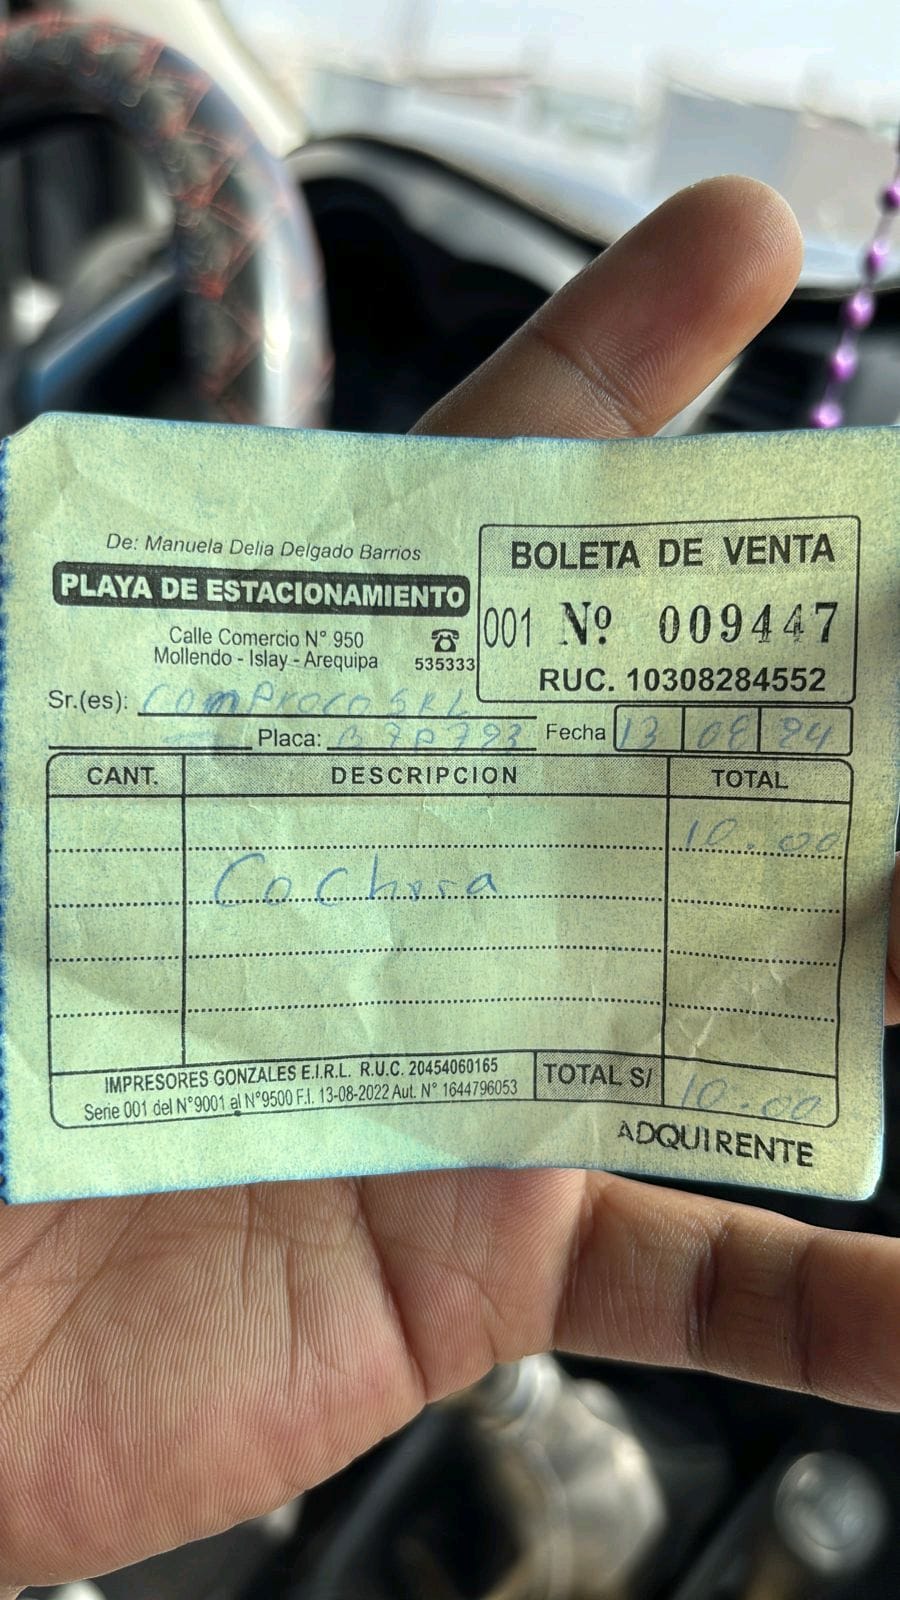 De: Manuela Delia Delgado Barrios
PLAYA DE ESTACIONAMIENTO
Calle Comercio N° 950
Mollendo - Islay - Arequipa
535333
BOLETA DE VENTA
001 Nº 009447
RUC. 10308284552
Sr.(es): Comproco SRL
Placa: Fecha 13 08 24
CANT. DESCRIPCION TOTAL
10.00
Cochera
IMPRESORES GONZALES E.I.R.L. R.U.C. 20454060165
Serie 001 del N°9001 al N°9500 F.I. 13-08-2022 Aut. N° 1644796053
TOTAL S/ 10.00
ADQUIRENTE